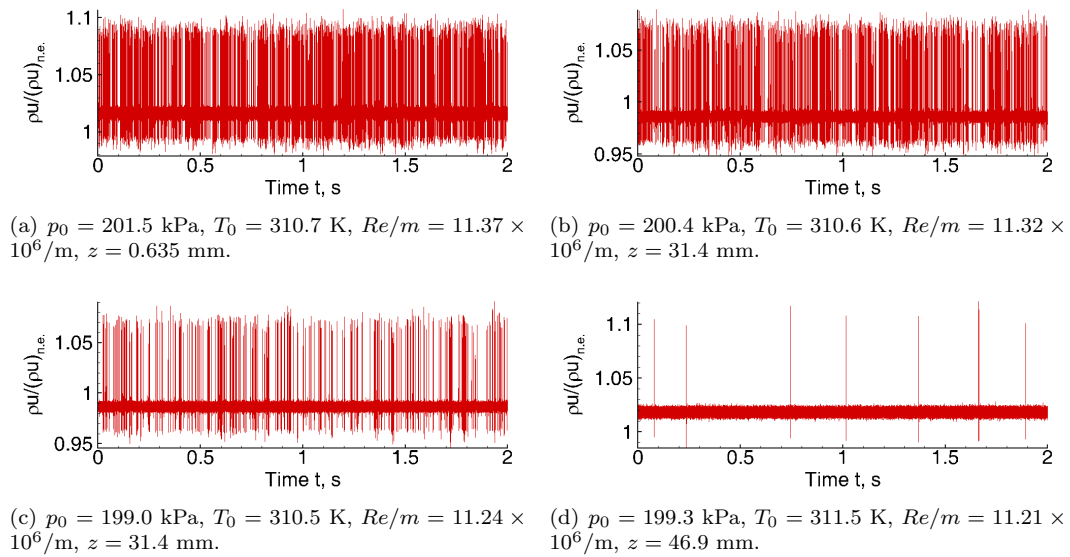 1.1
1.05
1
ρu/(ρu)n.e.
0 0.5 1 1.5 2
Time t, s
(a) p0 = 201.5 kPa, T0 = 310.7 K, Re/m = 11.37 ×
10^6/m, z = 0.635 mm.
1.05
1
0.95
ρu/(ρu)n.e.
0 0.5 1 1.5 2
Time t, s
(b) p0 = 200.4 kPa, T0 = 310.6 K, Re/m = 11.32 ×
10^6/m, z = 31.4 mm.
1.05
1
0.95
ρu/(ρu)n.e.
0 0.5 1 1.5 2
Time t, s
(c) p0 = 199.0 kPa, T0 = 310.5 K, Re/m = 11.24 ×
10^6/m, z = 31.4 mm.
1.1
1.05
1
ρu/(ρu)n.e.
0 0.5 1 1.5 2
Time t, s
(d) p0 = 199.3 kPa, T0 = 311.5 K, Re/m = 11.21 ×
10^6/m, z = 46.9 mm.